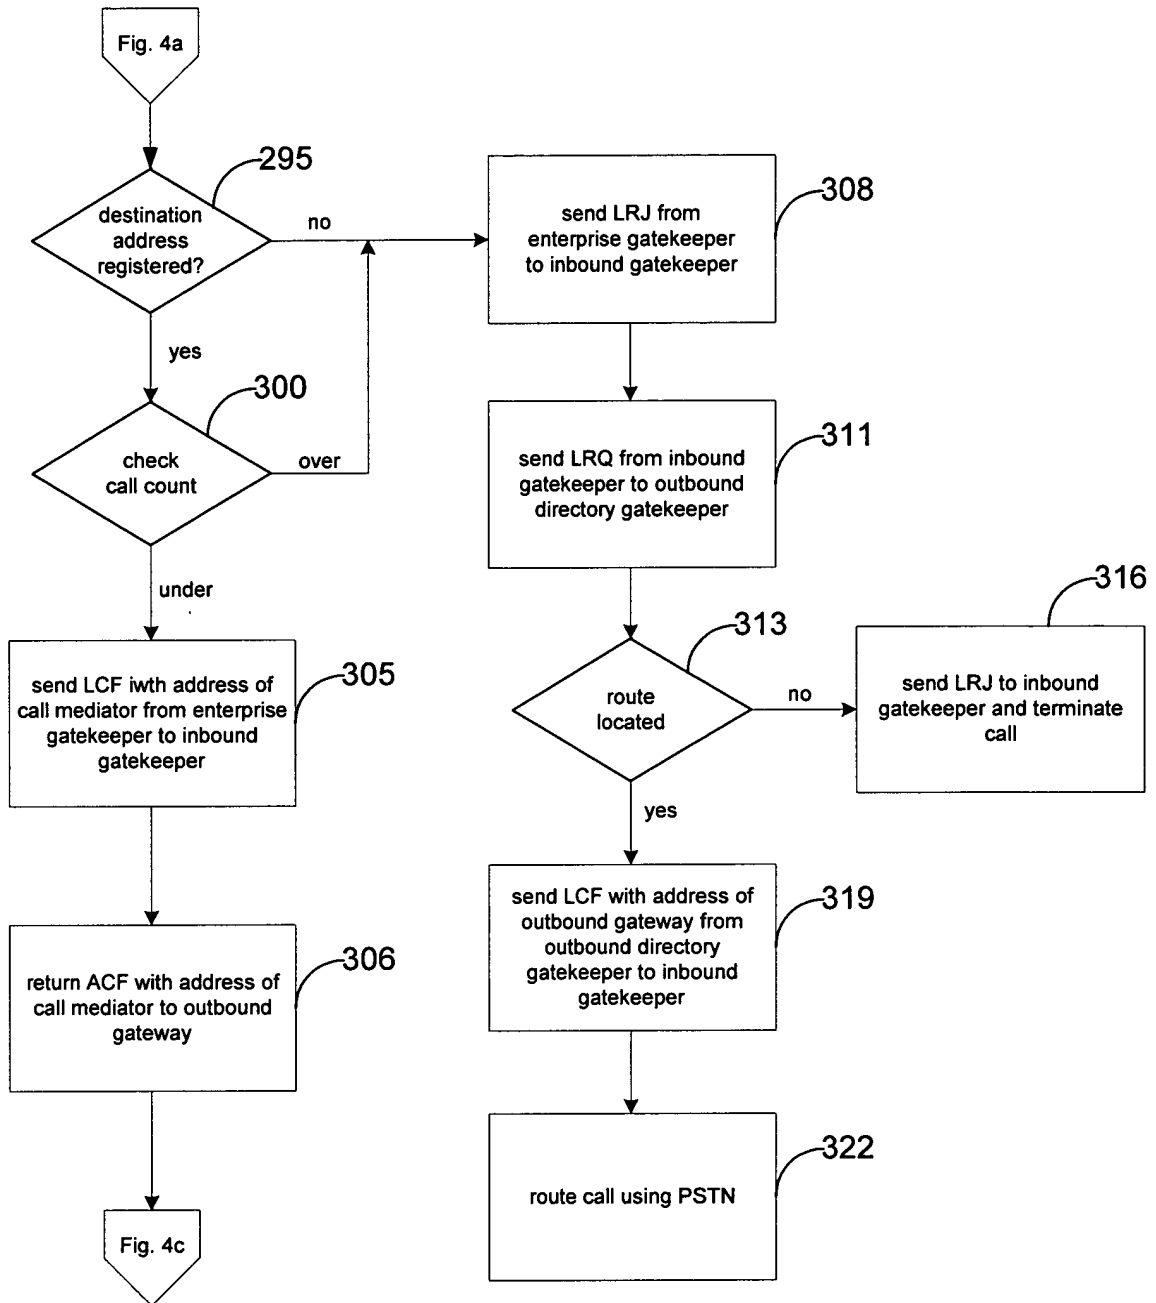 Fig. 4a
295
destination
address
registered?
no
308
send LRJ from
enterprise gatekeeper
to inbound gatekeeper
yes
300
check
call count
over
311
send LRQ from inbound
gatekeeper to outbound
directory gatekeeper
under
305
send LCF iwth address of
call mediator from enterprise
gatekeeper to inbound
gatekeeper
313
route
located
no
316
send LRJ to inbound
gatekeeper and terminate
call
yes
306
return ACF with address of
call mediator to outbound
gateway
319
send LCF with address of
outbound gateway from
outbound directory
gatekeeper to inbound
gatekeeper
322
route call using PSTN
Fig. 4c